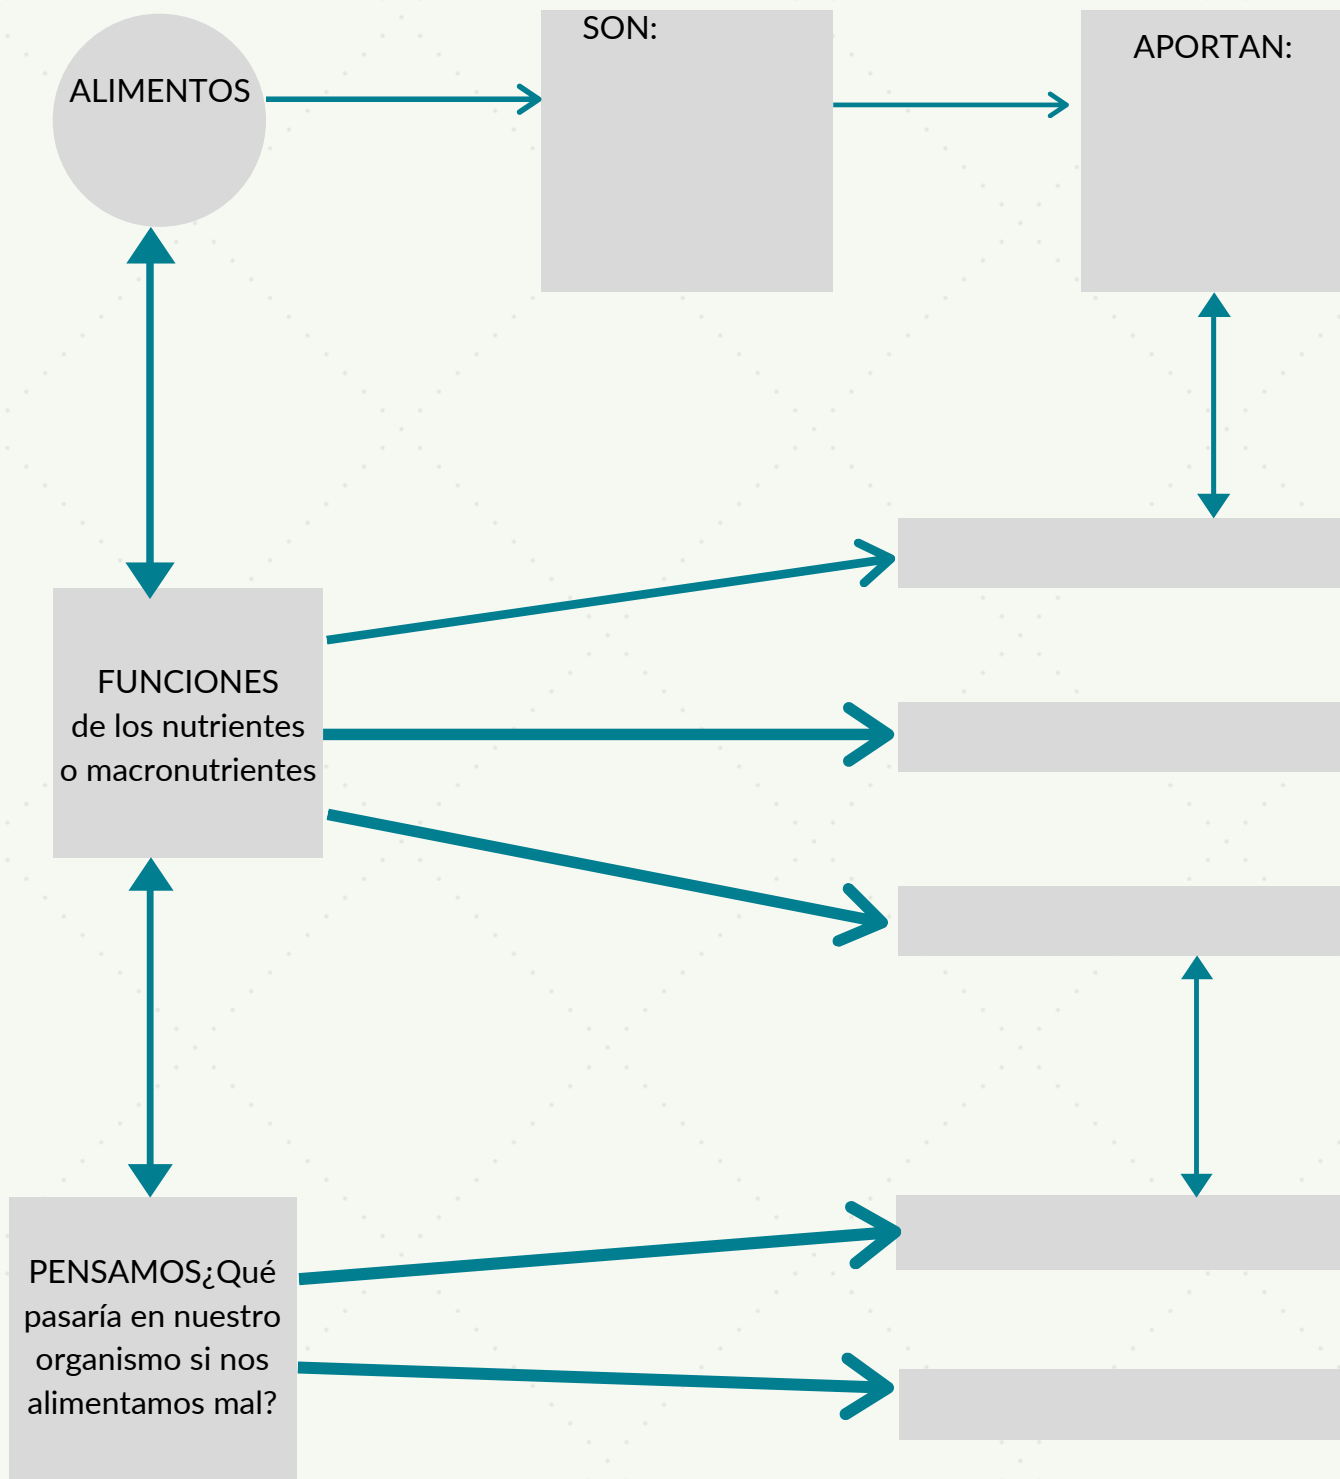 ALIMENTOS
SON:
APORTAN:
FUNCIONES
de los nutrientes
o macronutrientes
PENSAMOS¿Qué
pasaría en nuestro
organismo si nos
alimentamos mal?